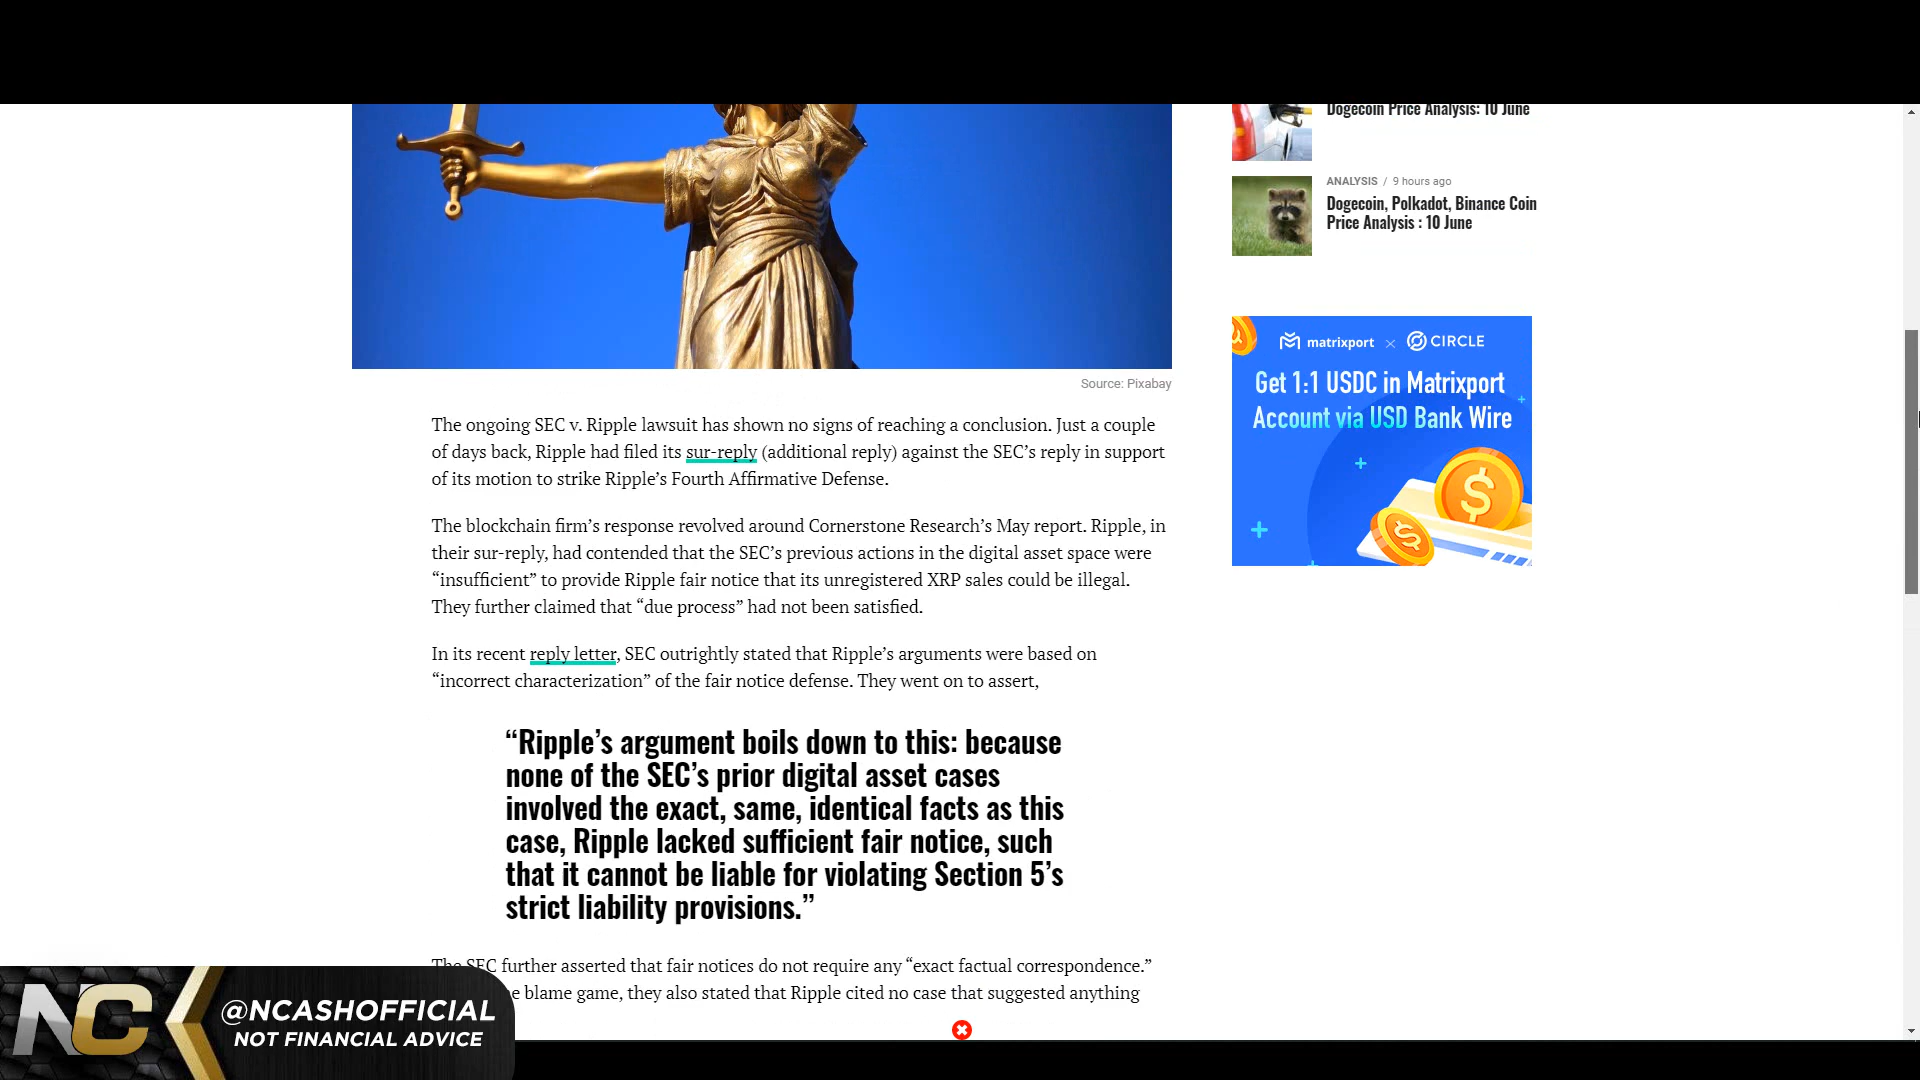 Dogecoin Price Analysis: 10 June
ANALYSIS / 9 hours ago
Dogecoin, Polkadot, Binance Coin
Price Analysis : 10 June
matrixport × CIRCLE
Get 1:1 USDC in Matrixport
Account via USD Bank Wire
Source: Pixabay
The ongoing SEC v. Ripple lawsuit has shown no signs of reaching a conclusion. Just a couple
of days back, Ripple had filed its sur-reply (additional reply) against the SEC’s reply in support
of its motion to strike Ripple’s Fourth Affirmative Defense.
The blockchain firm’s response revolved around Cornerstone Research’s May report. Ripple, in
their sur-reply, had contended that the SEC’s previous actions in the digital asset space were
“insufficient” to provide Ripple fair notice that its unregistered XRP sales could be illegal.
They further claimed that “due process” had not been satisfied.
In its recent reply letter, SEC outrightly stated that Ripple’s arguments were based on
“incorrect characterization” of the fair notice defense. They went on to assert,
“Ripple’s argument boils down to this: because
none of the SEC’s prior digital asset cases
involved the exact, same, identical facts as this
case, Ripple lacked sufficient fair notice, such
that it cannot be liable for violating Section 5’s
strict liability provisions.”
The SEC further asserted that fair notices do not require any “exact factual correspondence.”
blame game, they also stated that Ripple cited no case that suggested anything
NC
@NCASHOFFICIAL
NOT FINANCIAL ADVICE